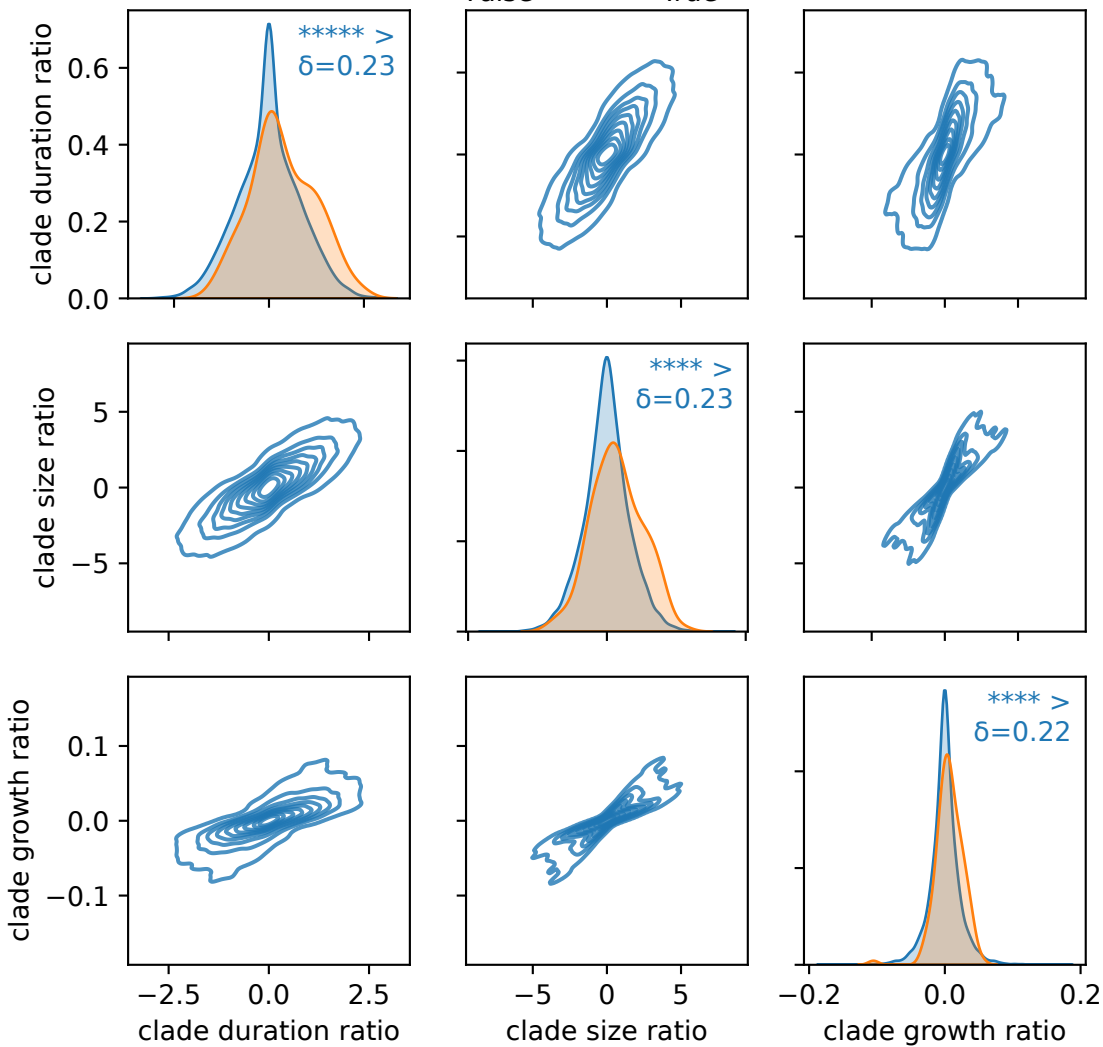 ***** >
δ=0.23
clade duration ratio
0.6
0.4
0.2
0.0
**** >
δ=0.23
clade size ratio
5
0
−5
**** >
δ=0.22
clade growth ratio
0.1
0.0
−0.1
−2.5 0.0 2.5
−5 0 5
−0.2 0.0 0.2
clade duration ratio
clade size ratio
clade growth ratio